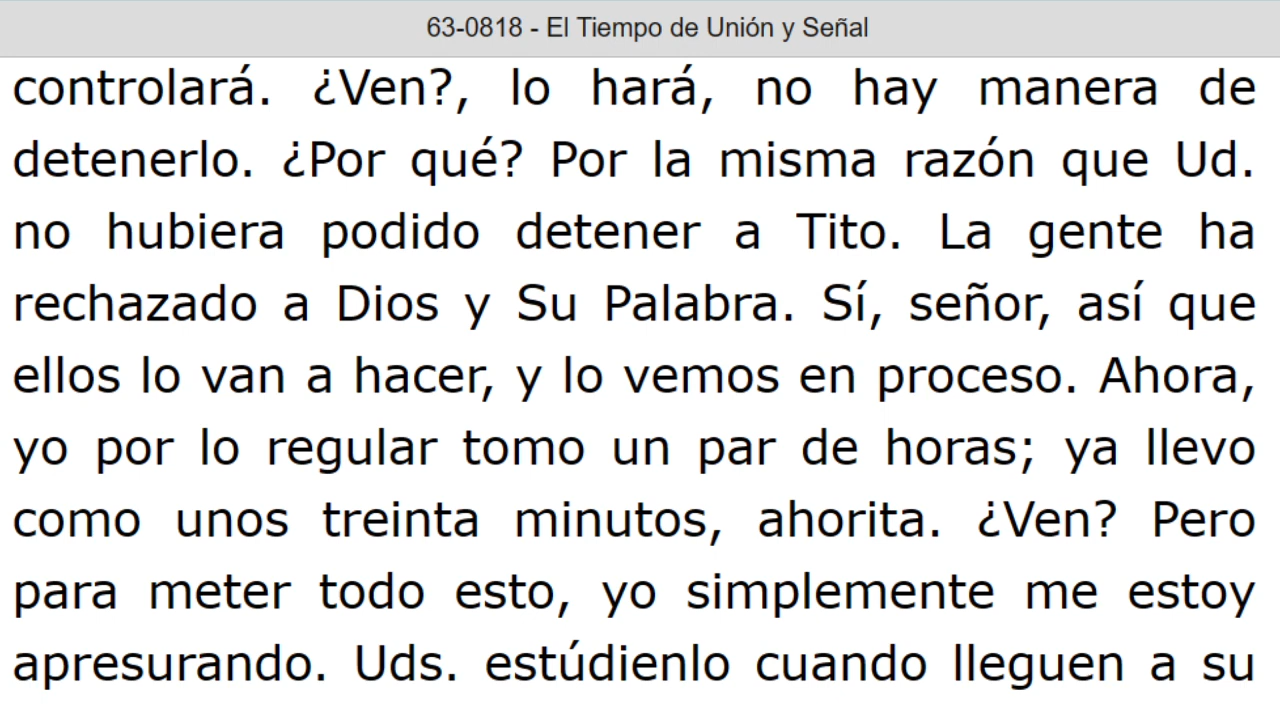 63-0818 - El Tiempo de Unión y Señal
controlará. ¿Ven?, lo hará, no hay manera de
detenerlo. ¿Por qué? Por la misma razón que Ud.
no hubiera podido detener a Tito. La gente ha
rechazado a Dios y Su Palabra. Sí, señor, así que
ellos lo van a hacer, y lo vemos en proceso. Ahora,
yo por lo regular tomo un par de horas; ya llevo
como unos treinta minutos, ahorita. ¿Ven? Pero
para meter todo esto, yo simplemente me estoy
apresurando. Uds. estúdienlo cuando lleguen a su